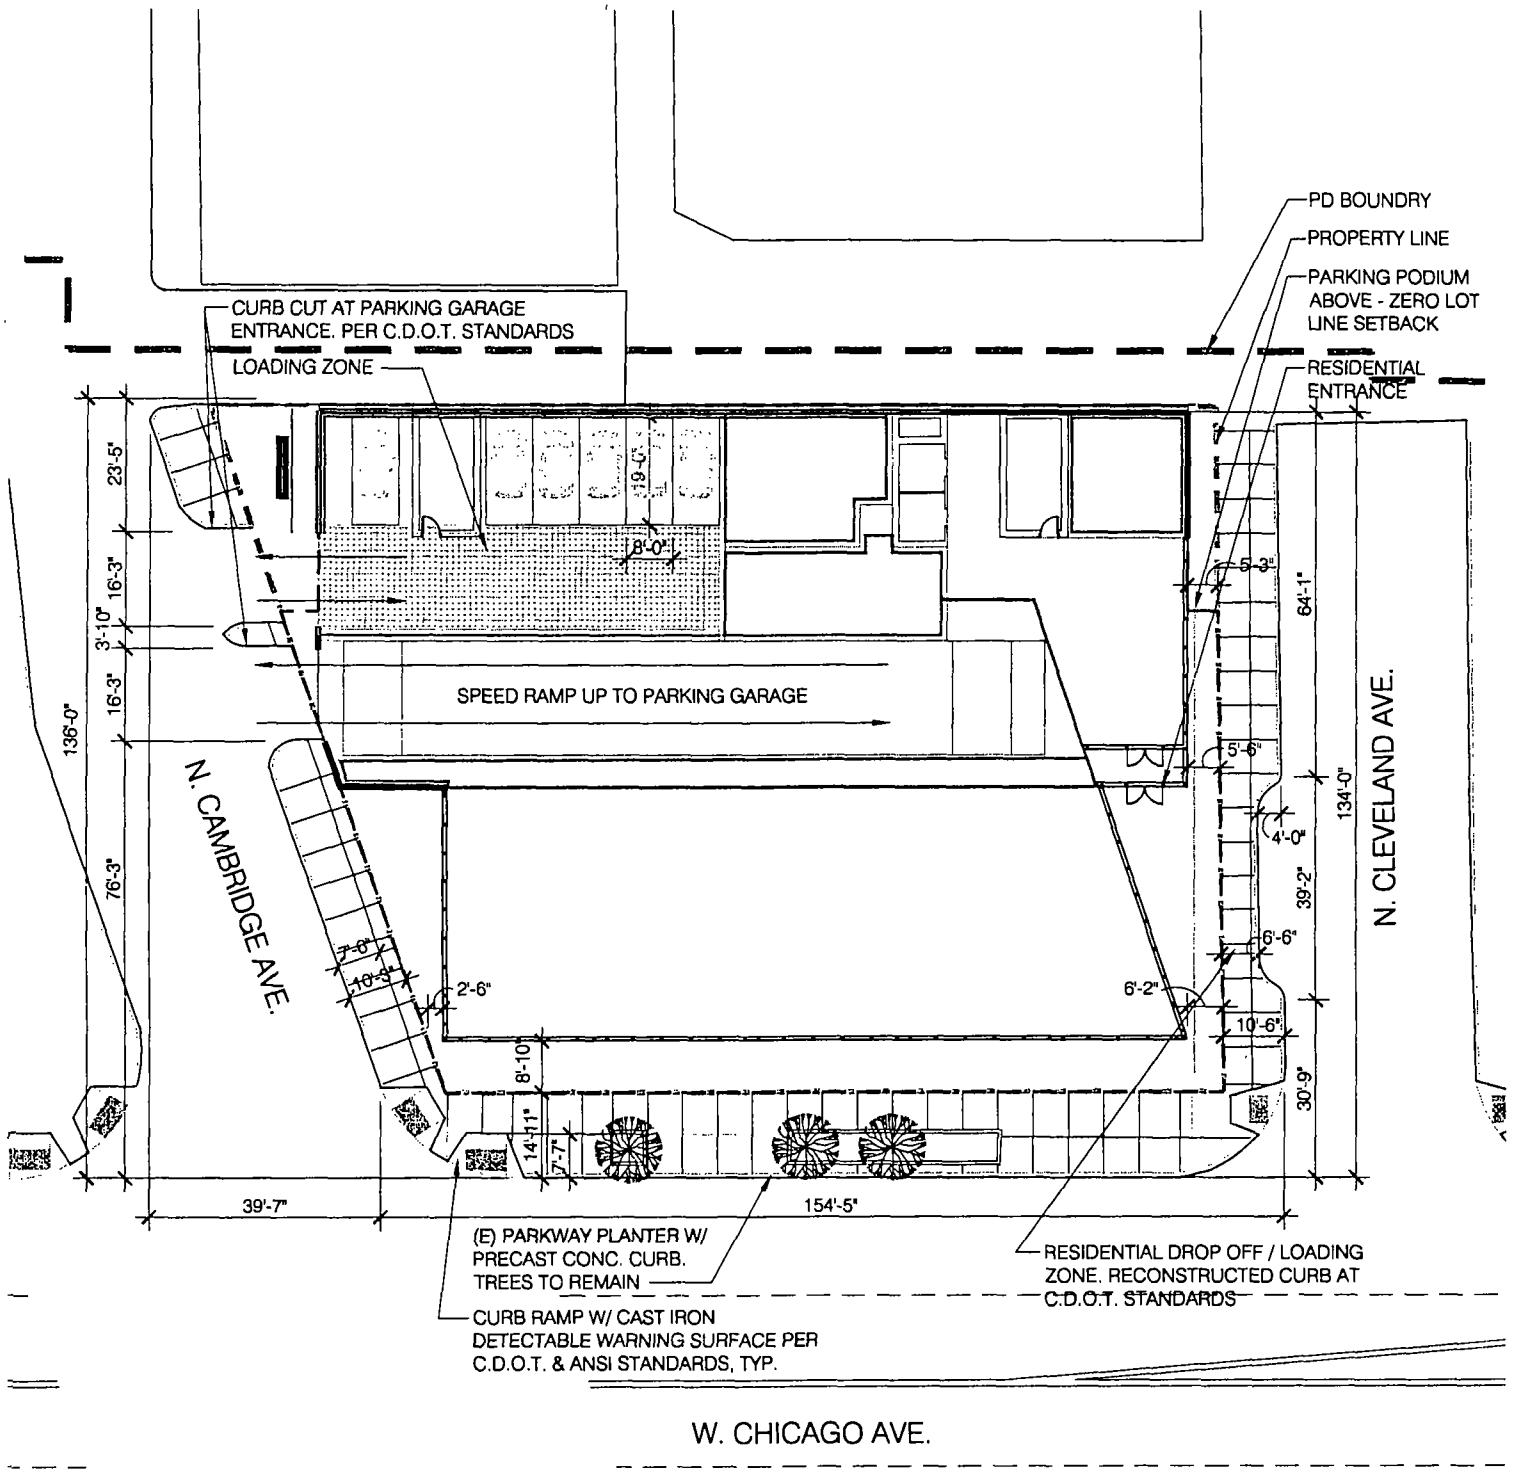 PD BOUNDRY
PROPERTY LINE
PARKING PODIUM
ABOVE - ZERO LOT
LINE SETBACK
RESIDENTIAL
ENTRANCE
CURB CUT AT PARKING GARAGE
ENTRANCE. PER C.D.O.T. STANDARDS
LOADING ZONE
23'-5"
19'-0"
8'-0"
16'-3"
5'-3"
64'-1"
3'-10"
16'-3"
SPEED RAMP UP TO PARKING GARAGE
136'-0"
5'-6"
134'-0"
N. CLEVELAND AVE.
N. CAMBRIDGE AVE.
4'-0"
76'-3"
39'-2"
7'-6"
10'-3"
2'-6"
6'-2"
6'-6"
10'-6"
8'-10"
30'-9"
14'-11"
7'-7"
39'-7"
154'-5"
(E) PARKWAY PLANTER W/
PRECAST CONC. CURB.
TREES TO REMAIN
RESIDENTIAL DROP OFF / LOADING
ZONE. RECONSTRUCTED CURB AT
C.D.O.T. STANDARDS
CURB RAMP W/ CAST IRON
DETECTABLE WARNING SURFACE PER
C.D.O.T. & ANSI STANDARDS, TYP.
W. CHICAGO AVE.